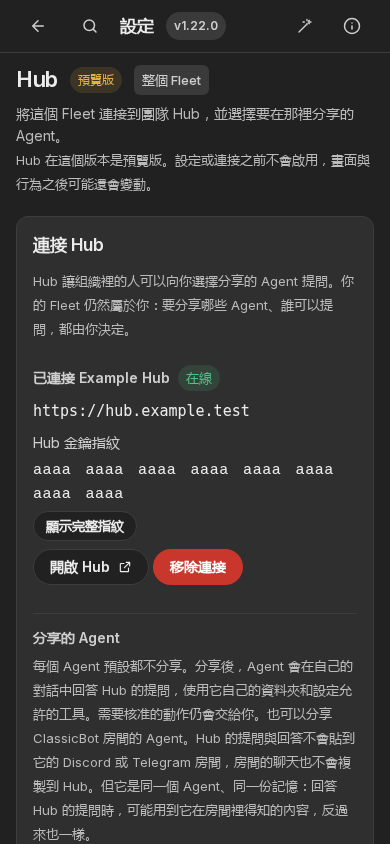 設定 v1.22.0
Hub 預覽版 整個 Fleet
將這個 Fleet 連接到團隊 Hub，並選擇要在那裡分享的
Agent。
Hub 在這個版本是預覽版。設定或連接之前不會啟用，畫面與
行為之後可能還會變動。
連接 Hub
Hub 讓組織裡的人可以向你選擇分享的 Agent 提問。你
的 Fleet 仍然屬於你：要分享哪些 Agent、誰可以提
問，都由你決定。
已連接 Example Hub 在線
https://hub.example.test
Hub 金鑰指紋
aaaa aaaa aaaa aaaa aaaa aaaa
aaaa aaaa
顯示完整指紋
開啟 Hub 移除連接
分享的 Agent
每個 Agent 預設都不分享。分享後，Agent 會在自己的
對話中回答 Hub 的提問，使用它自己的資料夾和設定允
許的工具。需要核准的動作仍會交給你。也可以分享
ClassicBot 房間的 Agent。Hub 的提問與回答不會貼到
它的 Discord 或 Telegram 房間，房間的聊天也不會複
製到 Hub。但它是同一個 Agent、同一份記憶：回答
Hub 的提問時，可能用到它在房間裡得知的內容，反過
來也一樣。